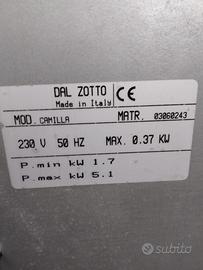 DAL ZOTTO
Made in Italy CE
MOD. CAMILLA MATR. 03060243
230 V 50 HZ MAX. 0.37 KW
P.min kW 1.7
P.max kW 5.1
subito